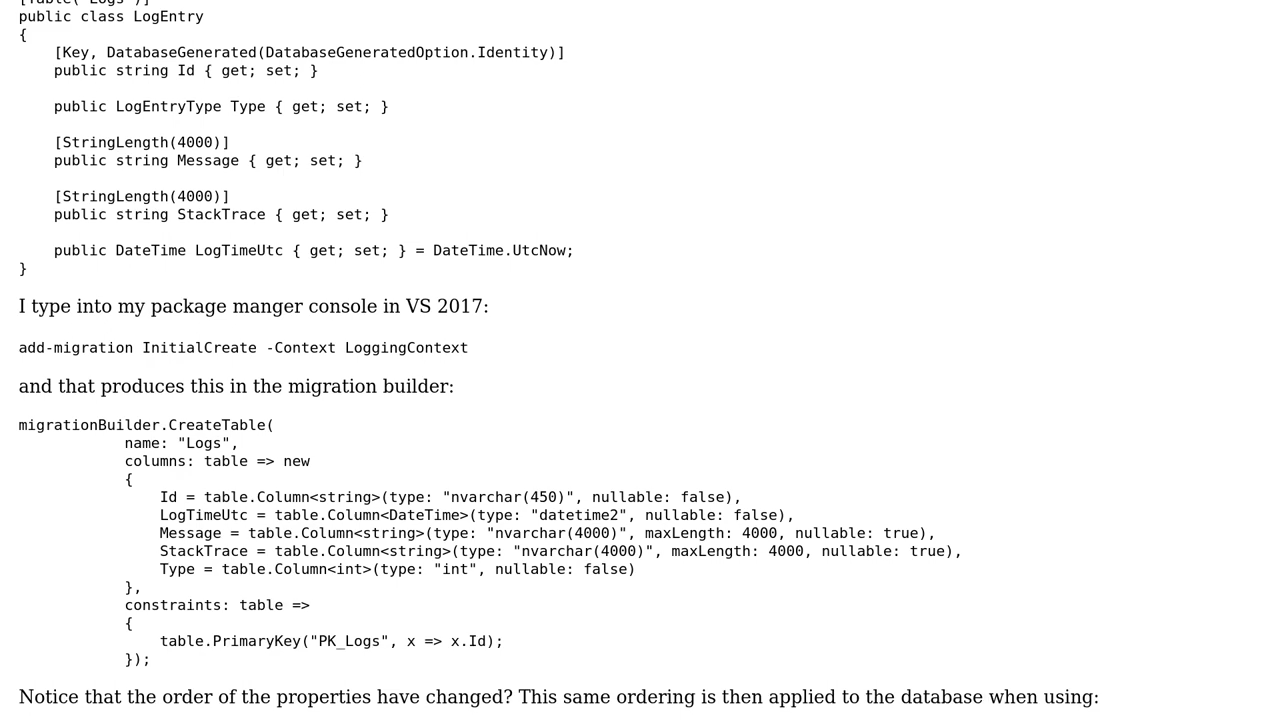 [Table("Logs")]
public class LogEntry
{
    [Key, DatabaseGenerated(DatabaseGeneratedOption.Identity)]
    public string Id { get; set; }
    public LogEntryType Type { get; set; }
    [StringLength(4000)]
    public string Message { get; set; }
    [StringLength(4000)]
    public string StackTrace { get; set; }
    public DateTime LogTimeUtc { get; set; } = DateTime.UtcNow;
}
I type into my package manger console in VS 2017:
add-migration InitialCreate -Context LoggingContext
and that produces this in the migration builder:
migrationBuilder.CreateTable(
            name: "Logs",
            columns: table => new
            {
                Id = table.Column<string>(type: "nvarchar(450)", nullable: false),
                LogTimeUtc = table.Column<DateTime>(type: "datetime2", nullable: false),
                Message = table.Column<string>(type: "nvarchar(4000)", maxLength: 4000, nullable: true),
                StackTrace = table.Column<string>(type: "nvarchar(4000)", maxLength: 4000, nullable: true),
                Type = table.Column<int>(type: "int", nullable: false)
            },
            constraints: table =>
            {
                table.PrimaryKey("PK_Logs", x => x.Id);
            });
Notice that the order of the properties have changed? This same ordering is then applied to the database when using: